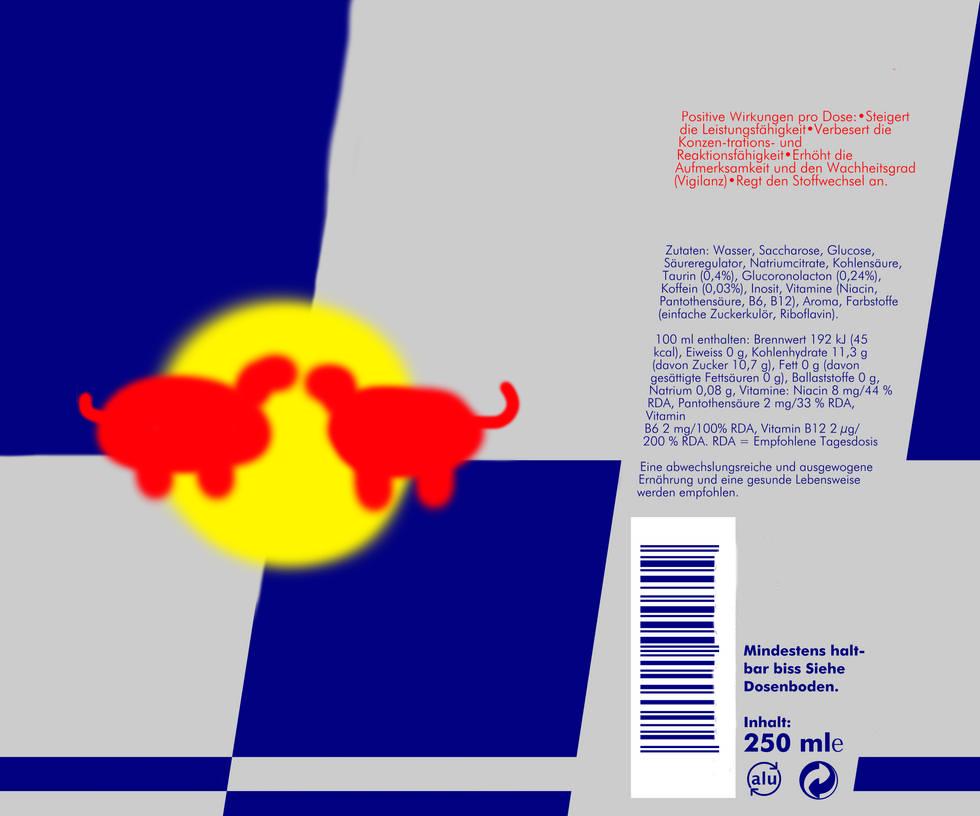 Positive Wirkungen pro Dose:•Steigert
die Leistungsfähigkeit•Verbesert die
Konzen-trations- und
Reaktionsfähigkeit•Erhöht die
Aufmerksamkeit und den Wachheitsgrad
(Vigilanz)•Regt den Stoffwechsel an.
Zutaten: Wasser, Saccharose, Glucose,
Säureregulator, Natriumcitrate, Kohlensäure,
Taurin (0,4%), Glucoronolacton (0,24%),
Koffein (0,03%), Inosit, Vitamine (Niacin,
Pantothensäure, B6, B12), Aroma, Farbstoffe
(einfache Zuckerkulör, Riboflavin).
100 ml enthalten: Brennwert 192 kJ (45
kcal), Eiweiss 0 g, Kohlenhydrate 11,3 g
(davon Zucker 10,7 g), Fett 0 g (davon
gesättigte Fettsäuren 0 g), Ballaststoffe 0 g,
Natrium 0,08 g, Vitamine: Niacin 8 mg/44 %
RDA, Pantothensäure 2 mg/33 % RDA,
Vitamin
B6 2 mg/100% RDA, Vitamin B12 2 µg/
200 % RDA. RDA = Empfohlene Tagesdosis
Eine abwechslungsreiche und ausgewogene
Ernährung und eine gesunde Lebensweise
werden empfohlen.
Mindestens halt-
bar biss Siehe
Dosenboden.
Inhalt:
250 mle
alu